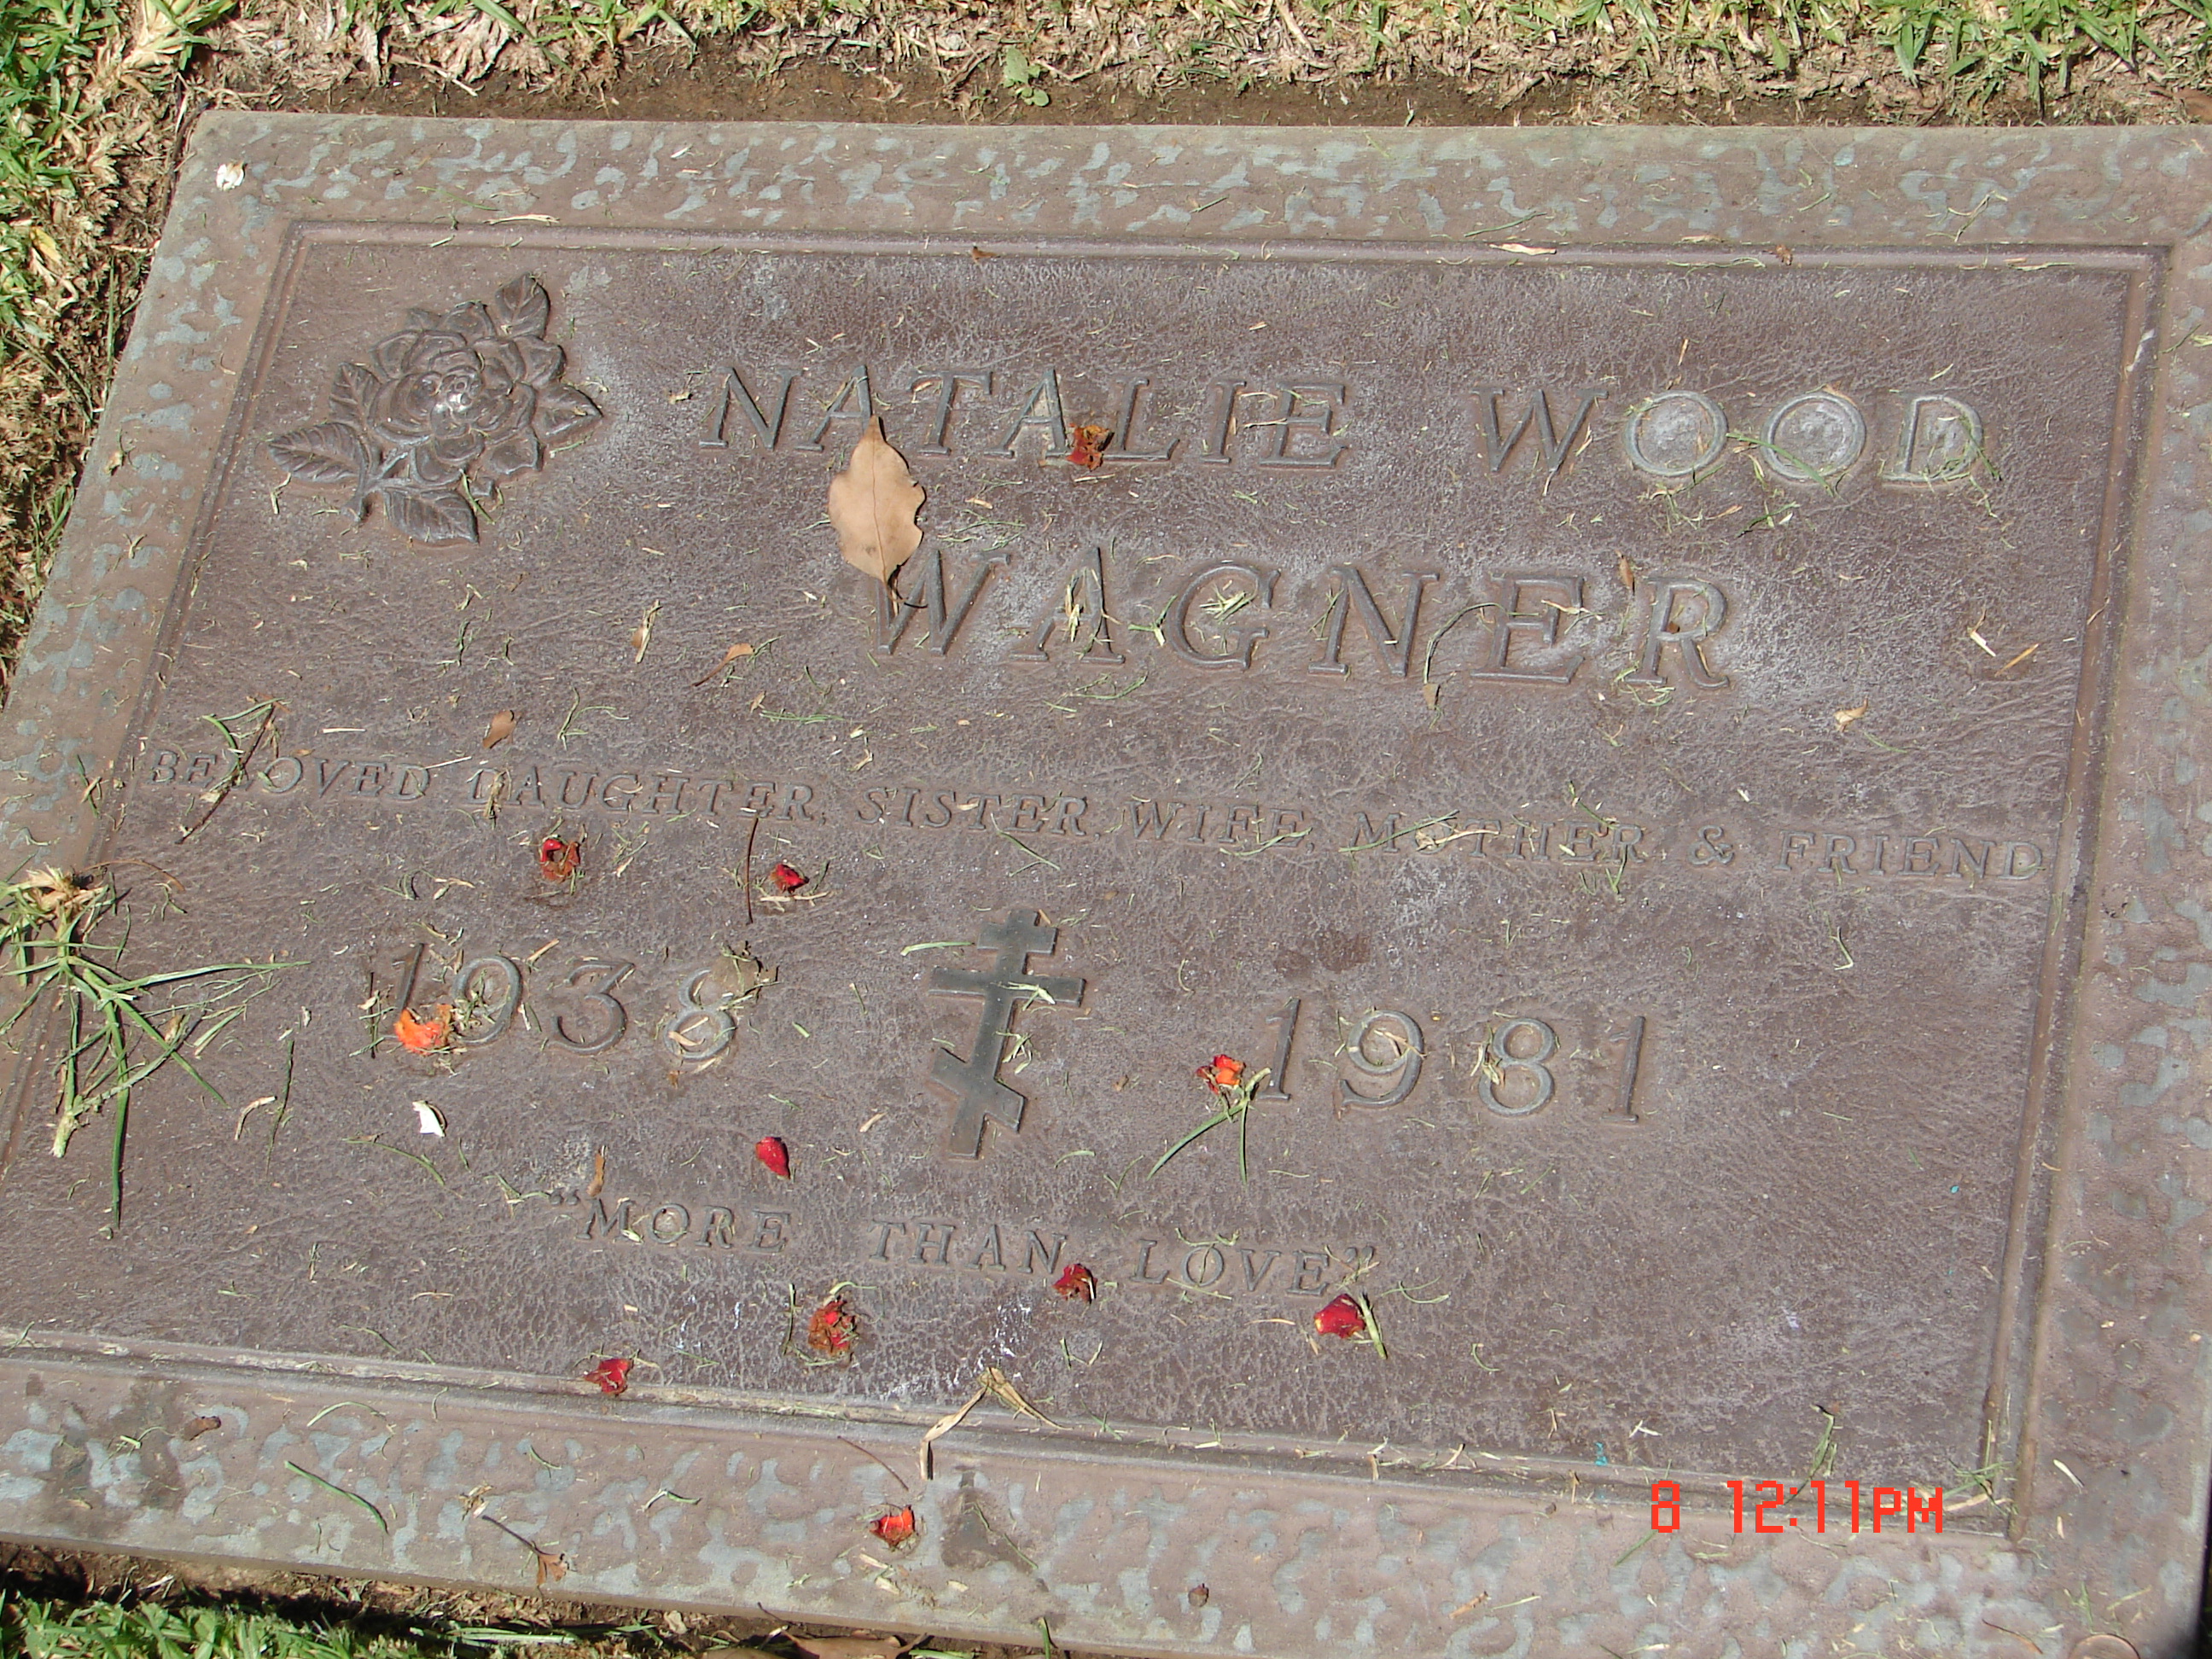 NATALIE WOOD
WAGNER
BELOVED DAUGHTER, SISTER, WIFE, MOTHER & FRIEND
1938 1981
“MORE THAN LOVE”
8 12:11PM